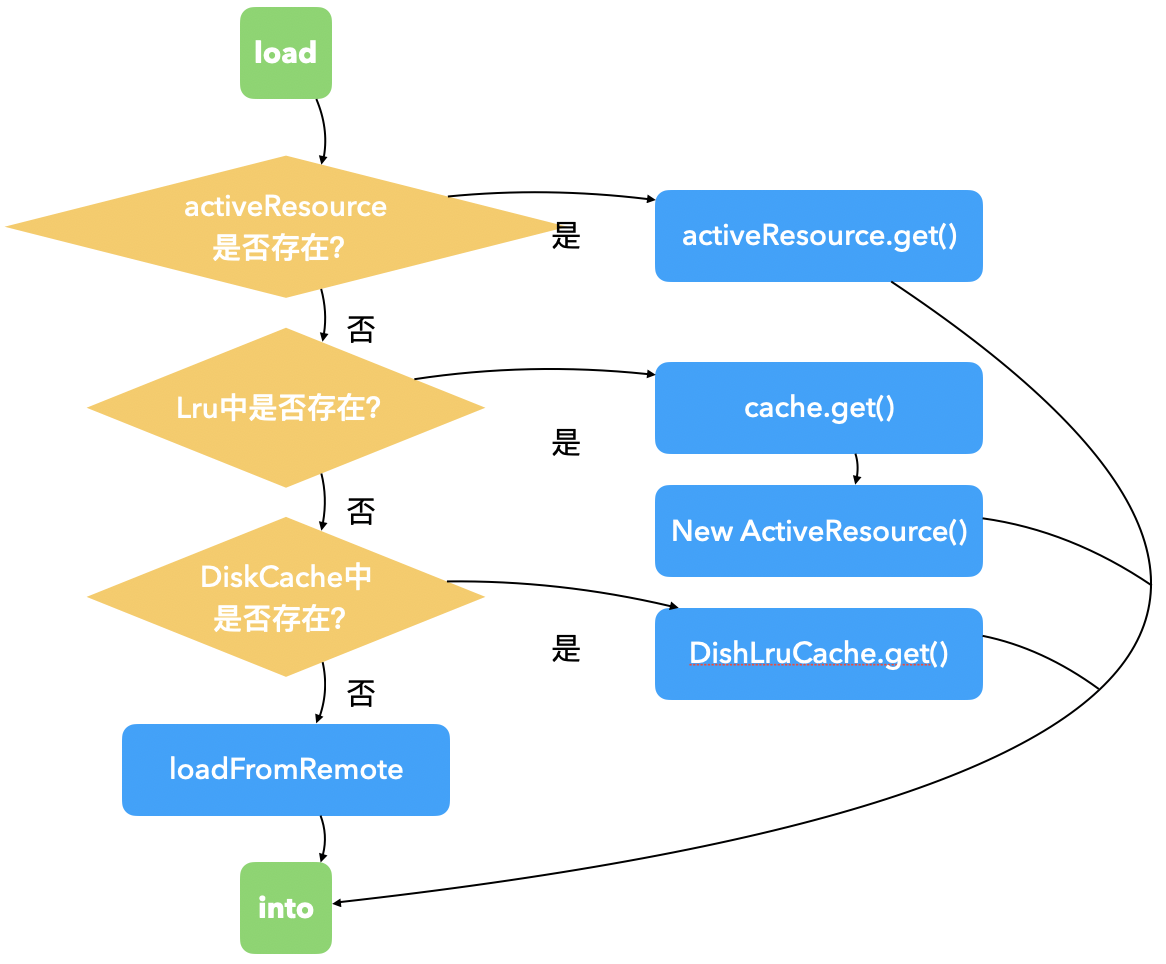 load
activeResource
是否存在?
是
activeResource.get()
否
Lru中是否存在?
是
cache.get()
New ActiveResource()
否
DiskCache中
是否存在?
是
DishLruCache.get()
否
loadFromRemote
into